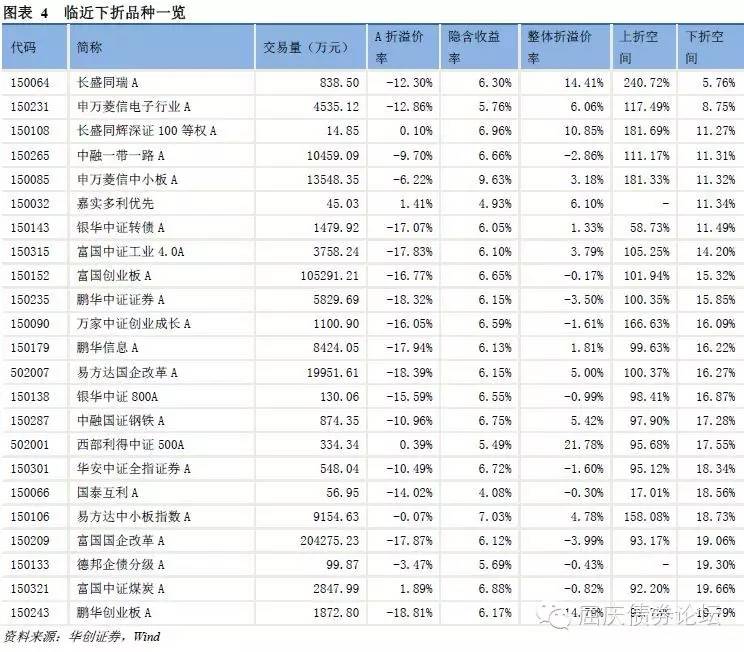 图表 4 临近下折品种一览
代码 简称 交易量（万元） A 折溢价率 隐含收益率 整体折溢价率 上折空间 下折空间
150064 长盛同瑞 A 838.50 -12.30% 6.30% 14.41% 240.72% 5.76%
150231 申万菱信电子行业 A 4535.12 -12.86% 5.76% 6.06% 117.49% 8.75%
150108 长盛同辉深证 100 等权 A 14.85 0.10% 6.96% 10.85% 181.69% 11.27%
150265 中融一带一路 A 10459.09 -9.70% 6.66% -2.86% 111.17% 11.31%
150085 申万菱信中小板 A 13548.35 -6.22% 9.63% 3.18% 181.33% 11.32%
150032 嘉实多利优先 45.03 1.41% 4.93% 6.10% - 11.34%
150143 银华中证转债 A 1479.92 -17.07% 6.05% 1.33% 58.73% 11.49%
150315 富国中证工业 4.0A 3758.24 -17.83% 6.10% 3.79% 105.25% 14.20%
150152 富国创业板 A 105291.21 -16.77% 6.65% -0.17% 101.94% 15.32%
150235 鹏华中证证券 A 5829.69 -18.32% 6.15% -3.50% 100.35% 15.85%
150090 万家中证创业成长 A 1100.90 -16.05% 6.59% -1.61% 166.63% 16.09%
150179 鹏华信息 A 8424.05 -17.94% 6.13% 1.81% 99.63% 16.22%
502007 易方达国企改革 A 19951.61 -18.39% 6.15% 5.00% 100.37% 16.27%
150138 银华中证 800A 130.06 -15.59% 6.55% -0.99% 98.41% 16.87%
150287 中融国证钢铁 A 874.35 -10.96% 6.75% 5.42% 97.90% 17.28%
502001 西部利得中证 500A 334.34 0.39% 5.49% 21.78% 95.68% 17.55%
150301 华安中证全指证券 A 548.04 -10.49% 6.72% -1.60% 95.12% 18.34%
150066 国泰互利 A 56.95 -14.02% 4.08% -0.30% 17.01% 18.56%
150106 易方达中小板指数 A 9154.63 -0.07% 7.03% 4.78% 158.08% 18.73%
150209 富国国企改革 A 204275.23 -17.87% 6.12% -3.99% 93.17% 19.06%
150133 德邦企债分级 A 99.87 -3.47% 5.69% -0.43% - 19.30%
150321 富国中证煤炭 A 2847.99 1.89% 6.88% -0.82% 92.20% 19.66%
150243 鹏华创业板 A 1872.80 -18.81% 6.17%
屈庆债券论坛
资料来源：华创证券，Wind